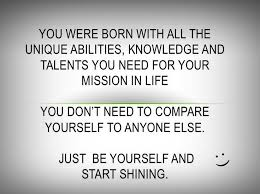 YOU WERE BORN WITH ALL THE
UNIQUE ABILITIES, KNOWLEDGE AND
TALENTS YOU NEED FOR YOUR
MISSION IN LIFE
YOU DON'T NEED TO COMPARE
YOURSELF TO ANYONE ELSE.
JUST BE YOURSELF AND
START SHINING.